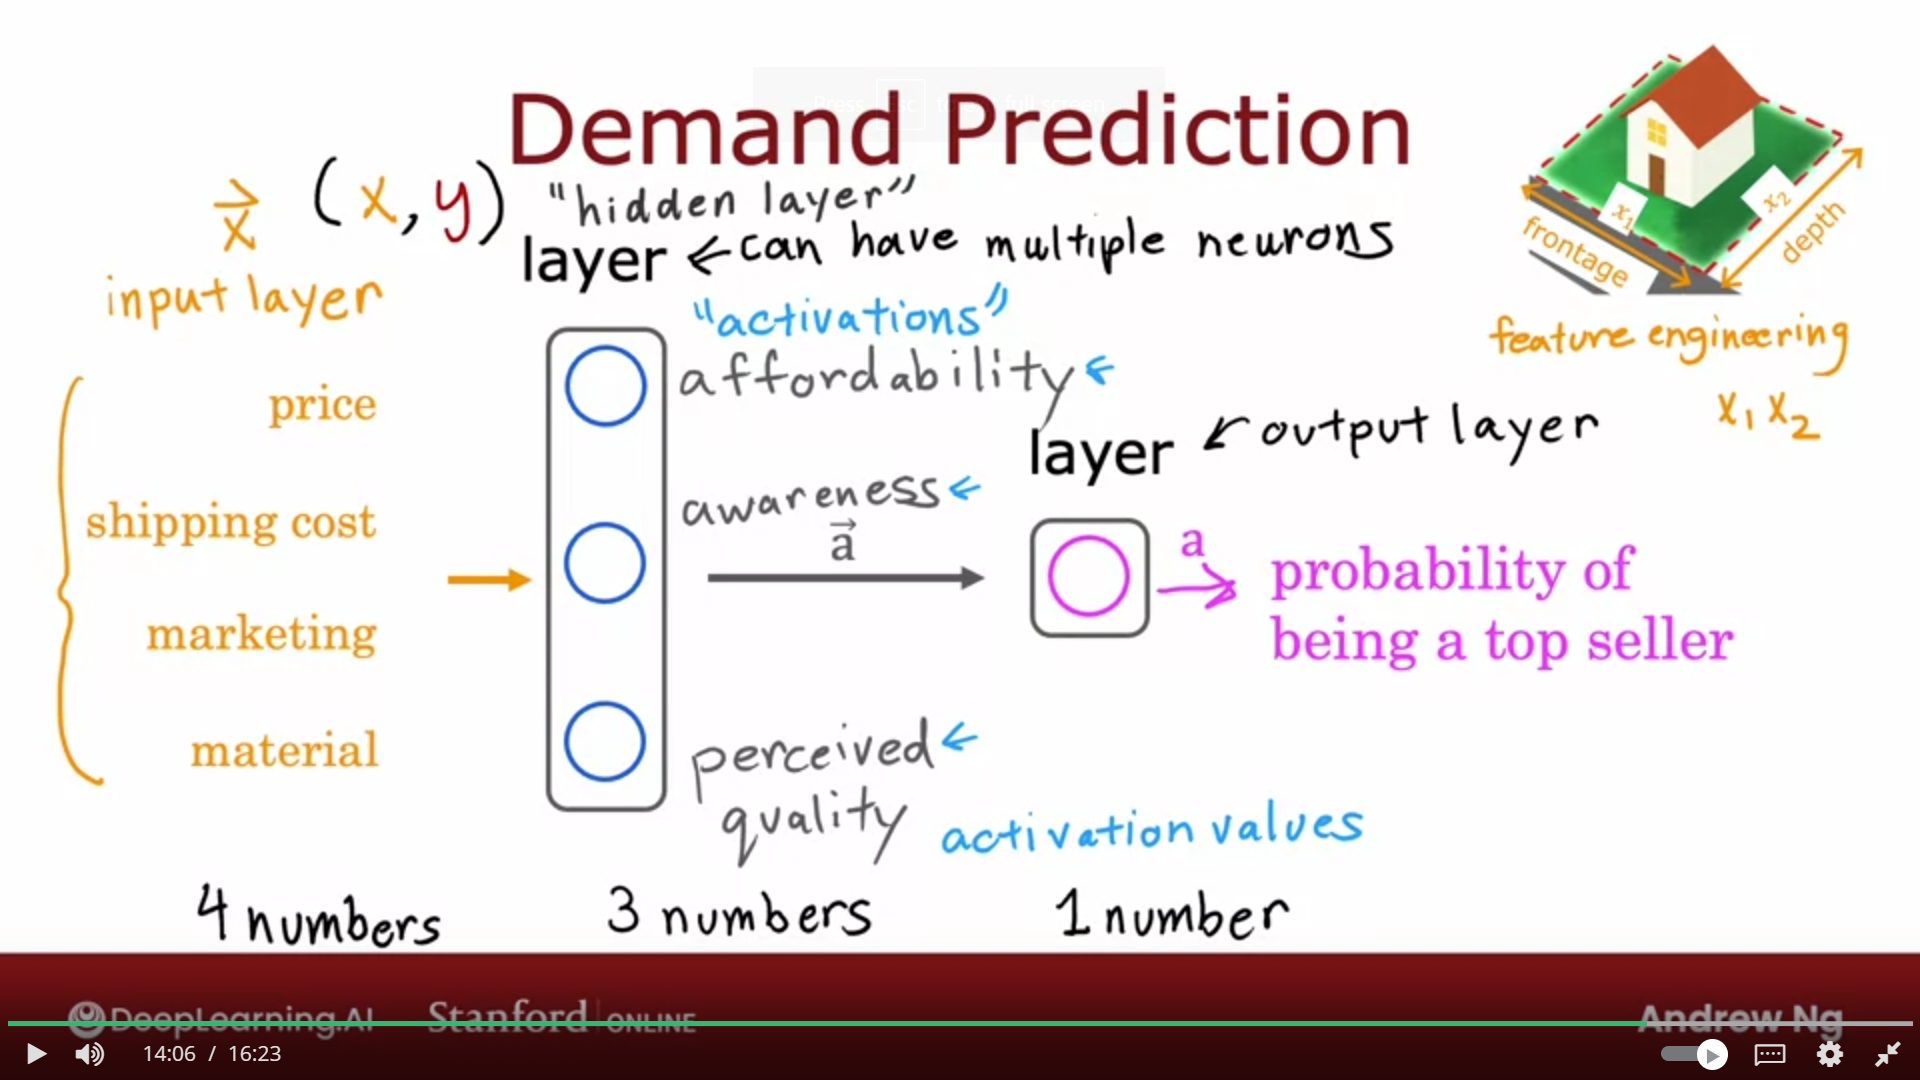 Demand Prediction
x⃗ (x, y)
"hidden layer"
layer ← can have multiple neurons
input layer
"activations"
affordability ←
price
layer ← output layer
awareness ←
shipping cost
a⃗
a
probability of
being a top seller
marketing
perceived ←
quality
material
activation values
4 numbers
3 numbers
1 number
x₁
x₂
frontage
depth
feature engineering
x₁ x₂
DeepLearning.AI
Stanford | ONLINE
Andrew Ng
14:06 / 16:23